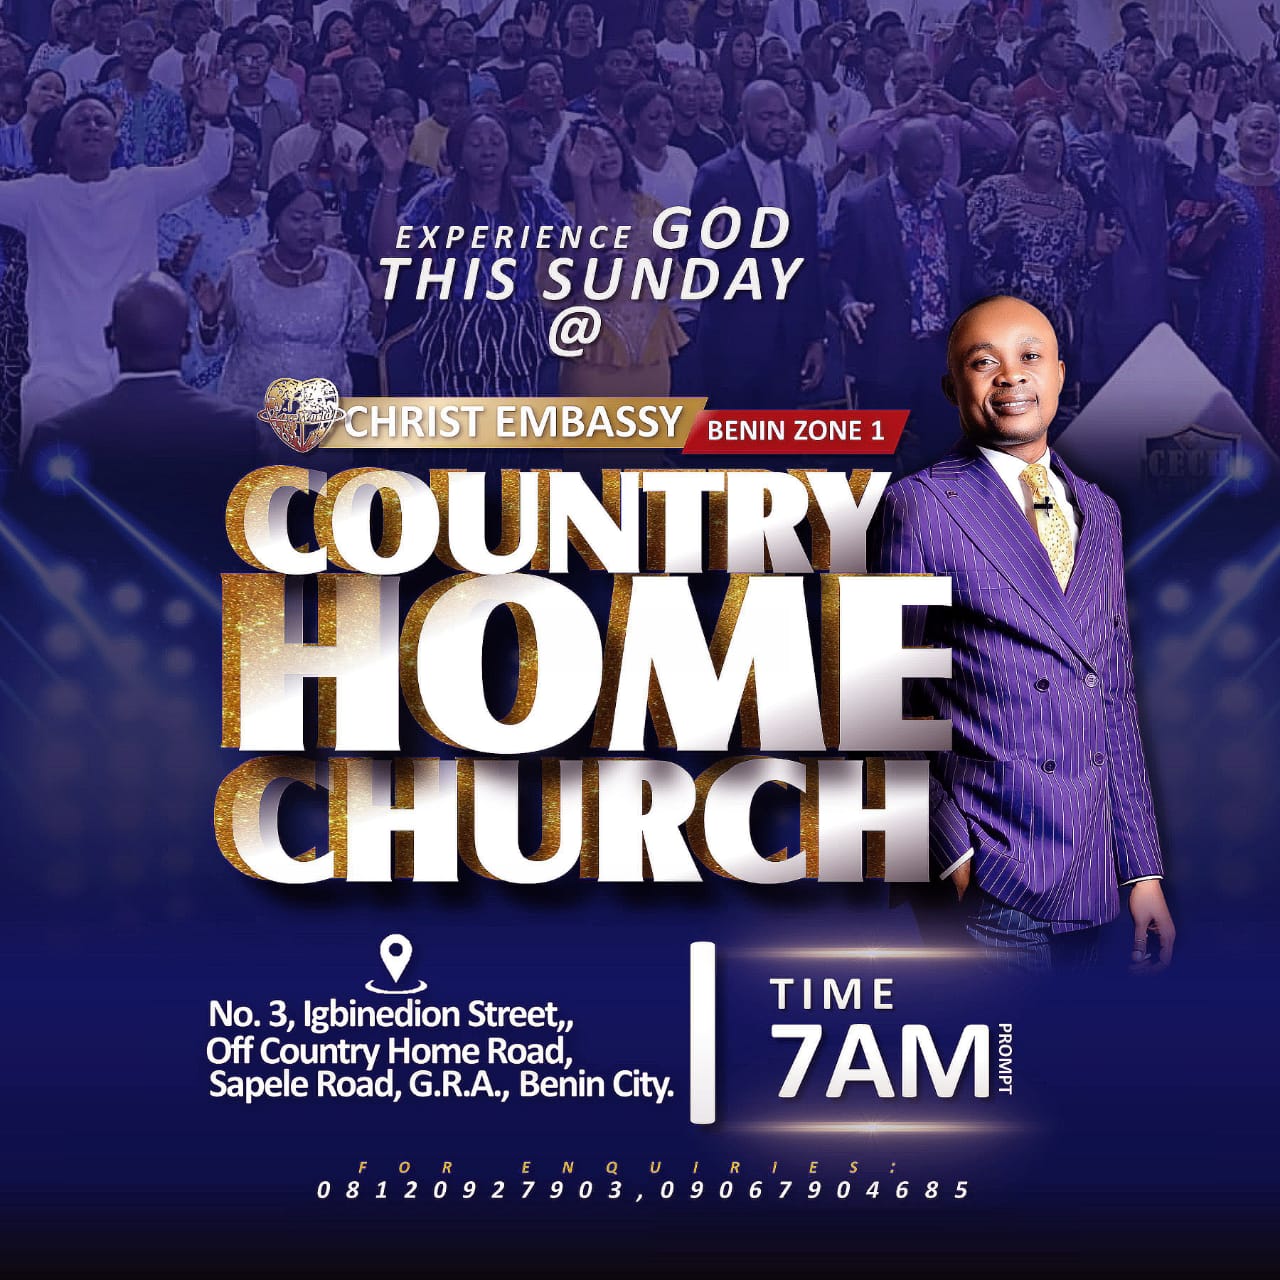 EXPERIENCE GOD
THIS SUNDAY
@
CHRIST EMBASSY
BENIN ZONE 1
COUNTRY
HOME
CHURCH
CECH
No. 3, Igbinedion Street,,
Off Country Home Road,
Sapele Road, G.R.A., Benin City.
TIME
7AM
PROMPT
FOR ENQUIRIES:
08120927903,09067904685